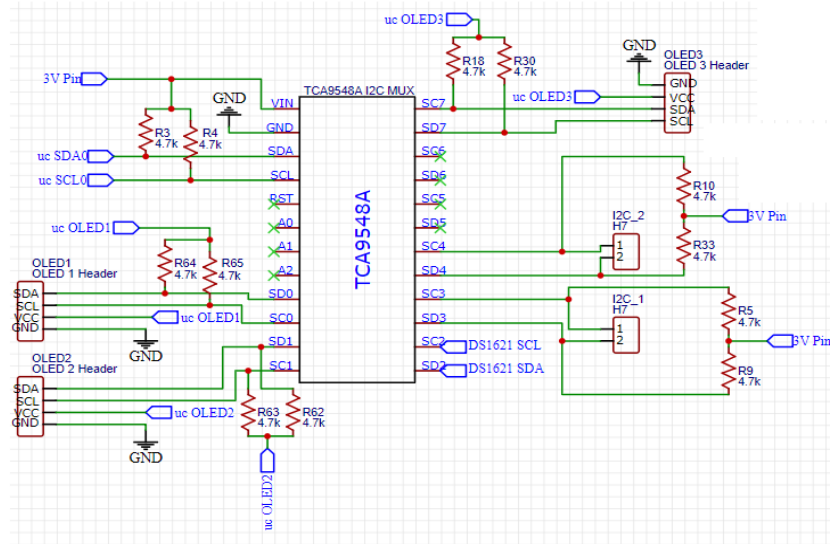 uc OLED3
R18
4.7k
R30
4.7k
GND
OLED3
OLED 3 Header
GND
VCC
SDA
SCL
uc OLED3
3V Pin
GND
R3
4.7k
R4
4.7k
uc SDA0
uc SCL0
TCA9548A I2C MUX
TCA9548A
VIN
GND
SDA
SCL
RST
A0
A1
A2
SD0
SC0
SD1
SC1
SC7
SD7
SC6
SD6
SC5
SD5
SC4
SD4
SC3
SD3
SC2
SD2
uc OLED1
R64
4.7k
R65
4.7k
OLED1
OLED 1 Header
SDA
SCL
VCC
GND
uc OLED1
GND
OLED2
OLED 2 Header
SDA
SCL
VCC
GND
uc OLED2
GND
R63
4.7k
R62
4.7k
uc OLED2
R10
4.7k
3V Pin
R33
4.7k
I2C_2
H7
1
2
I2C_1
H7
1
2
R5
4.7k
3V Pin
R9
4.7k
DS1621 SCL
DS1621 SDA